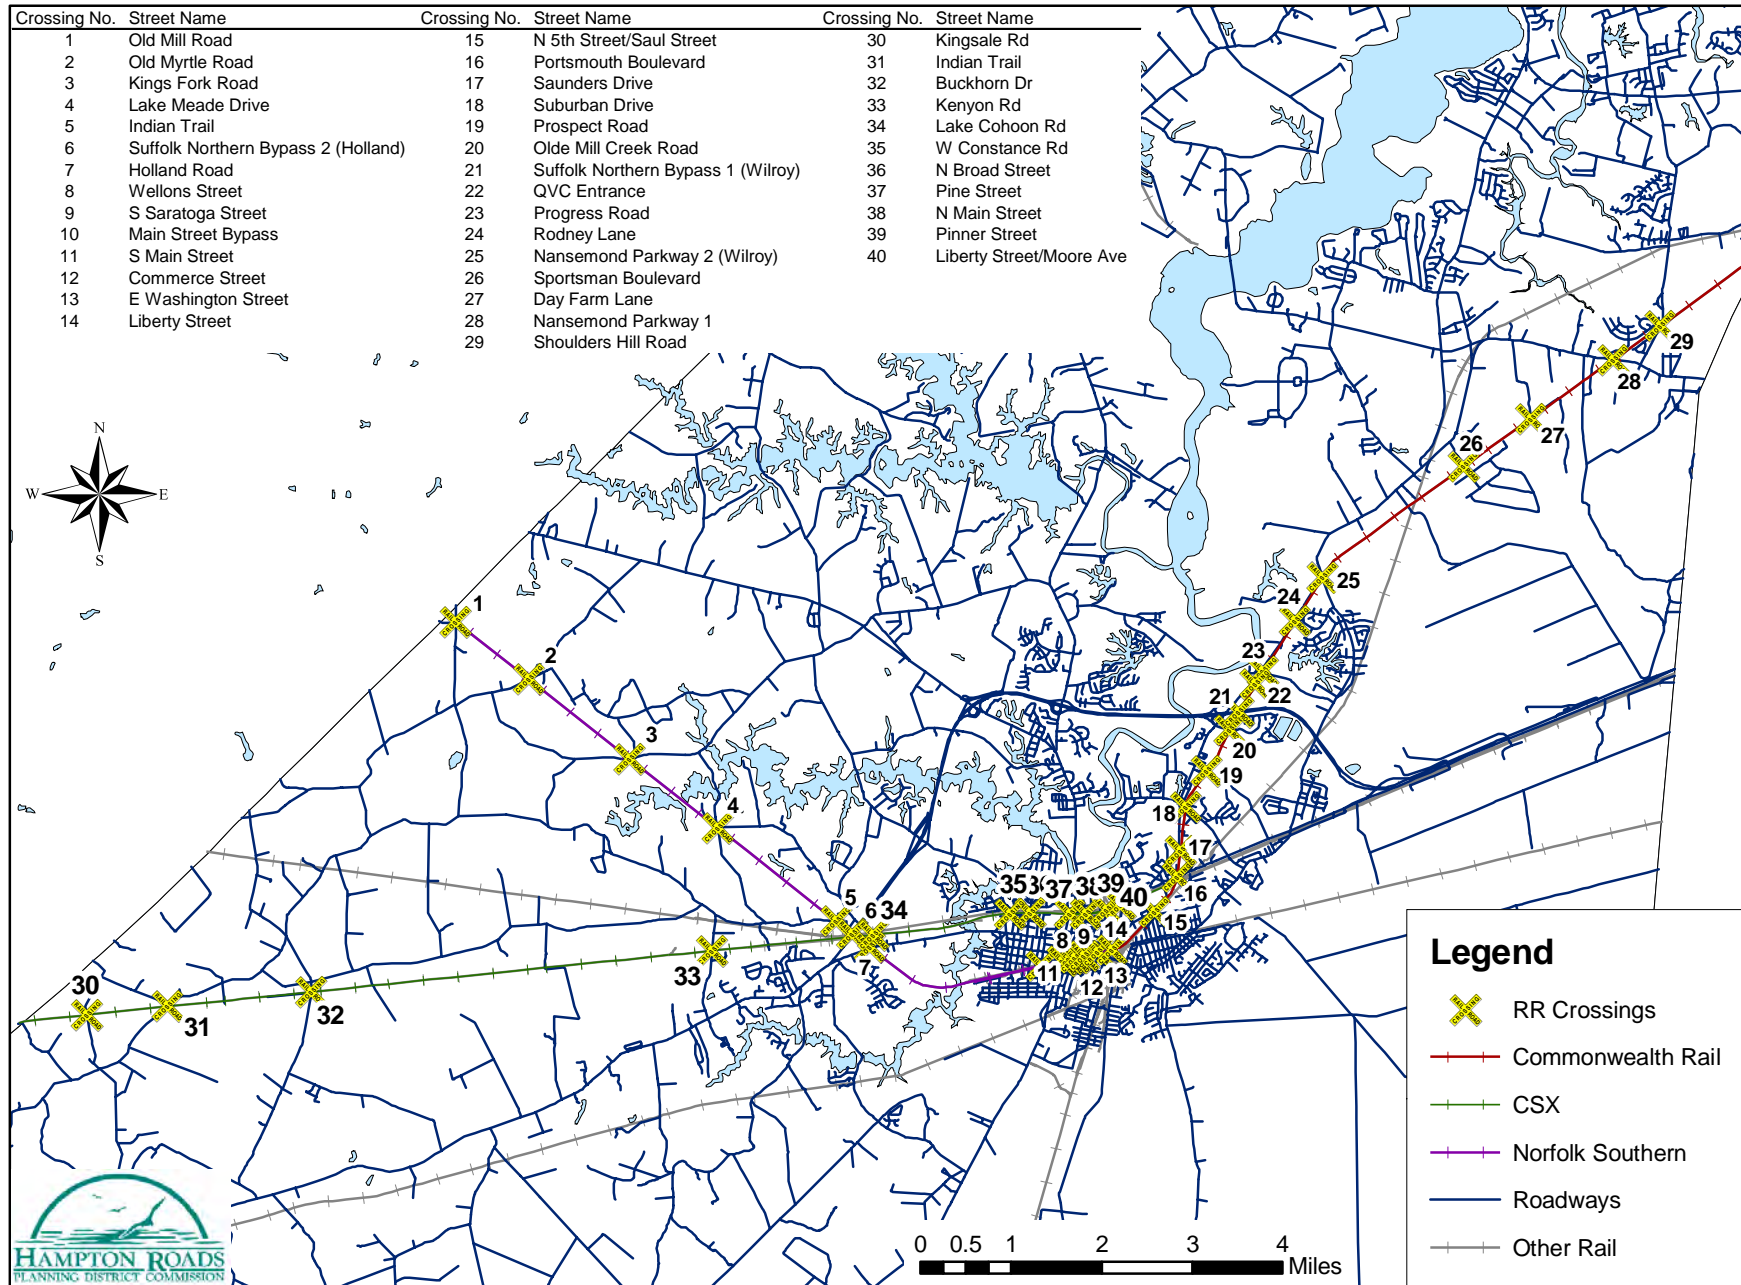 Crossing No. Street Name Crossing No. Street Name Crossing No. Street Name
1 Old Mill Road 15 N 5th Street/Saul Street 30 Kingsale Rd
2 Old Myrtle Road 16 Portsmouth Boulevard 31 Indian Trail
3 Kings Fork Road 17 Saunders Drive 32 Buckhorn Dr
4 Lake Meade Drive 18 Suburban Drive 33 Kenyon Rd
5 Indian Trail 19 Prospect Road 34 Lake Cohoon Rd
6 Suffolk Northern Bypass 2 (Holland) 20 Olde Mill Creek Road 35 W Constance Rd
7 Holland Road 21 Suffolk Northern Bypass 1 (Wilroy) 36 N Broad Street
8 Wellons Street 22 QVC Entrance 37 Pine Street
9 S Saratoga Street 23 Progress Road 38 N Main Street
10 Main Street Bypass 24 Rodney Lane 39 Pinner Street
11 S Main Street 25 Nansemond Parkway 2 (Wilroy) 40 Liberty Street/Moore Ave
12 Commerce Street 26 Sportsman Boulevard
13 E Washington Street 27 Day Farm Lane
14 Liberty Street 28 Nansemond Parkway 1
29 Shoulders Hill Road
29
28
27
26
N
W E
S
25
24
1
2
23
22
21
3
20
19
4
18
17
16
35 37 39
5
6 34
40
15
8 9 14
33
7
11
13
12
30
31
32
Legend
RAIL ROAD CROSSING
RR Crossings
Commonwealth Rail
CSX
Norfolk Southern
Roadways
Other Rail
0 0.5 1 2 3 4
Miles
HAMPTON ROADS
PLANNING DISTRICT COMMISSION